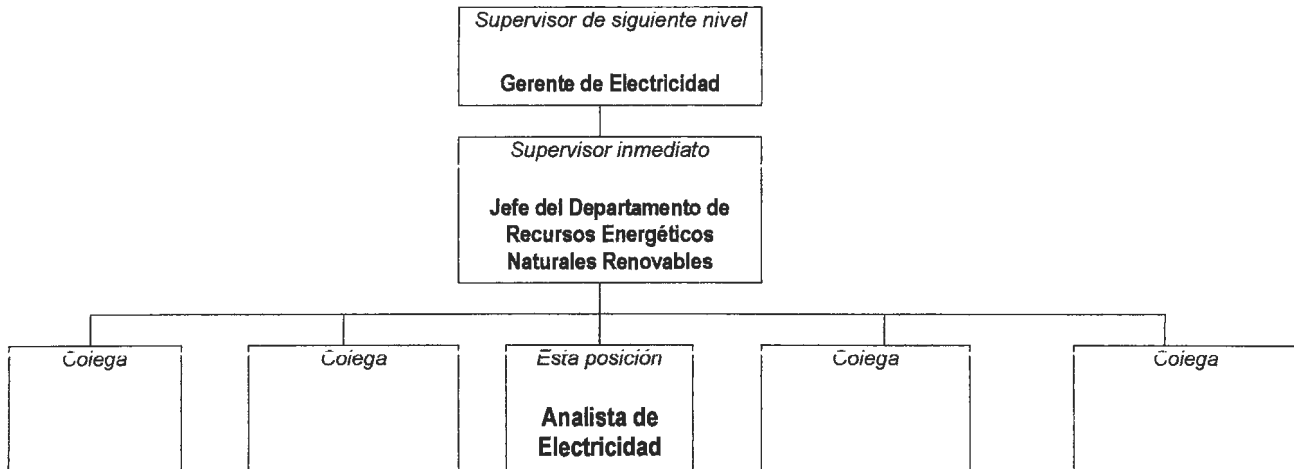 Supervisor de siguiente nivel
Gerente de Electricidad
Supervisor inmediato
Jefe del Departamento de
Recursos Energéticos
Naturales Renovables
Colega
Colega
Esta posición
Colega
Colega
Analista de
Electricidad